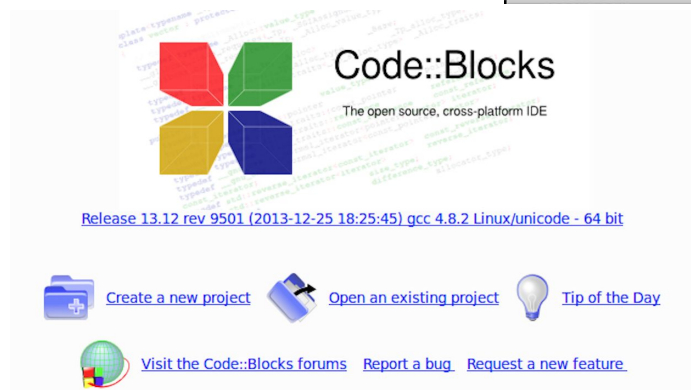 Code::Blocks
The open source, cross-platform IDE
Release 13.12 rev 9501 (2013-12-25 18:25:45) gcc 4.8.2 Linux/unicode - 64 bit
Create a new project Open an existing project Tip of the Day
Visit the Code::Blocks forums Report a bug Request a new feature